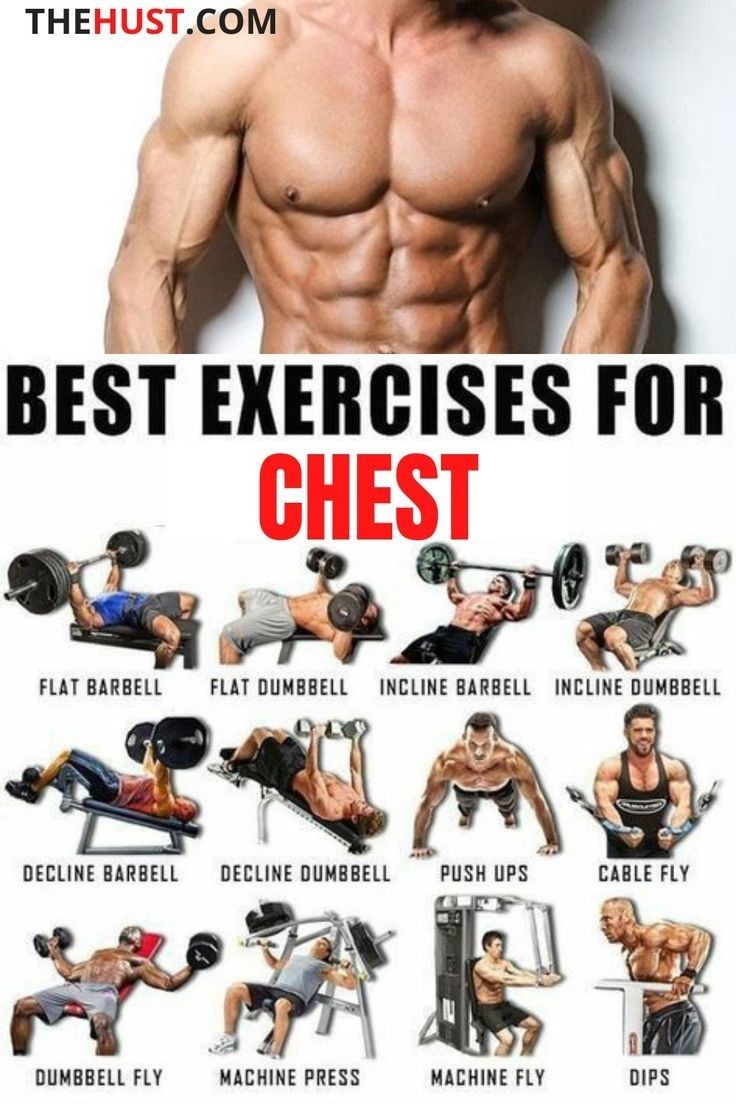 THEHUST.COM
BEST EXERCISES FOR
CHEST
FLAT BARBELL FLAT DUMBBELL INCLINE BARBELL INCLINE DUMBBELL
DECLINE BARBELL DECLINE DUMBBELL PUSH UPS CABLE FLY
DUMBBELL FLY MACHINE PRESS MACHINE FLY DIPS